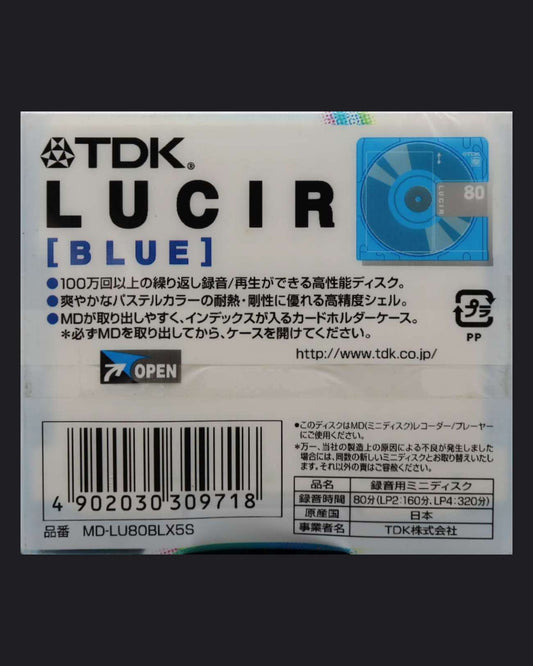 TDK®
LUCIR
[BLUE]
LUCIR
80
●100万回以上の繰り返し録音/再生ができる高性能ディスク。
●爽やかなパステルカラーの耐熱・剛性に優れる高精度シェル。
●MDが取り出しやすく、インデックスが入るカードホルダーケース。
*必ずMDを取り出してから、ケースを開けてください。
プラ
PP
http://www.tdk.co.jp/
OPEN
●このディスクはMD(ミニディスク)レコーダー/プレーヤー
にご使用ください。
*万一、当社の製造上の原因による不良が発生しました
場合には、同数の新しいミニディスクとお取り替えいたし
ます。それ以外の責はご容赦ください。
4 902030 309718
品番 MD-LU80BLX5S
品名 録音用ミニディスク
録音時間 80分(LP2:160分、LP4:320分)
原産国 日本
事業者名 TDK株式会社